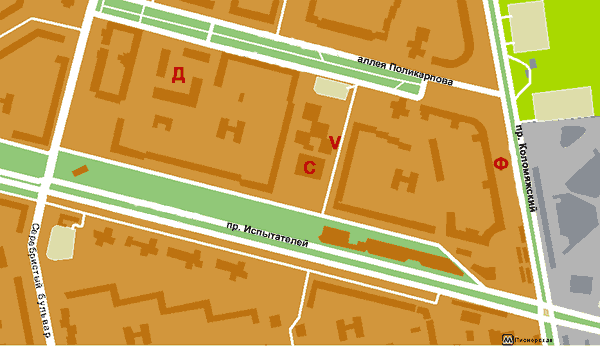 аллея Поликарпова
Д
пр. Коломяжский
V
С
Ф
пр. Испытателей
Серебристый бульвар
М Пионерская